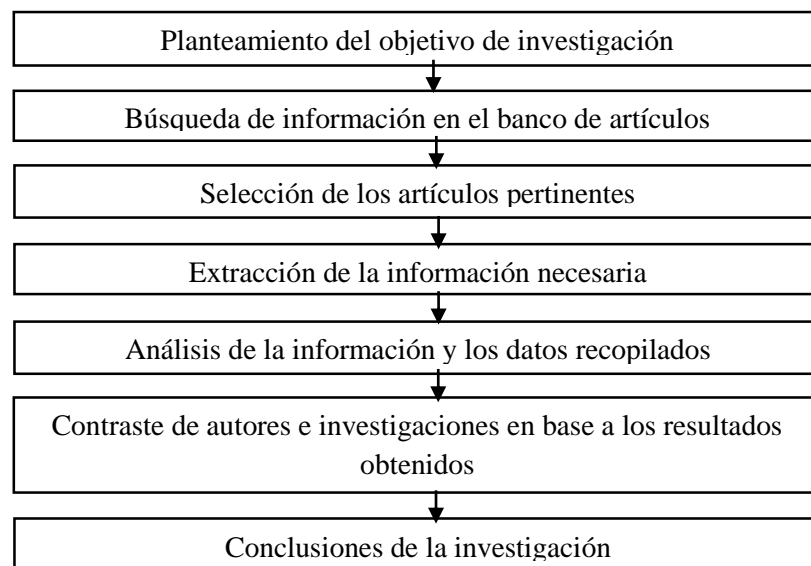 Planteamiento del objetivo de investigación
Búsqueda de información en el banco de artículos
Selección de los artículos pertinentes
Extracción de la información necesaria
Análisis de la información y los datos recopilados
Contraste de autores e investigaciones en base a los resultados
obtenidos
Conclusiones de la investigación